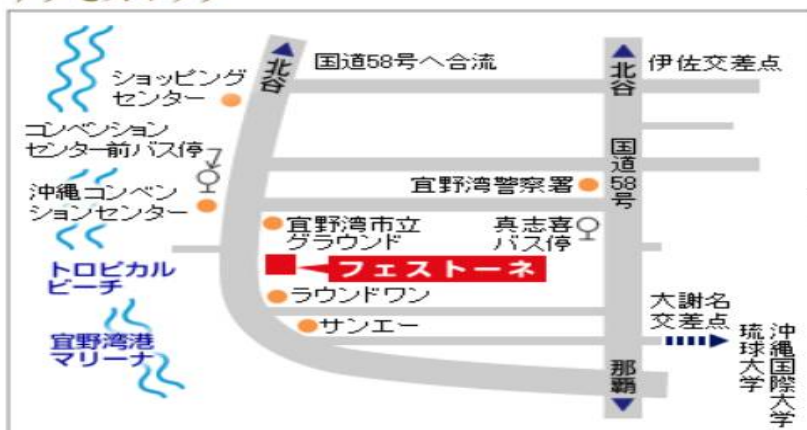 北谷
国道58号へ合流
北谷
伊佐交差点
ショッピング
センター
コンベンション
センター前バス停
国道58号
宜野湾警察署
沖縄コンベン
ションセンター
宜野湾市立
グラウンド
真志喜
バス停
トロピカル
ビーチ
フェストーネ
ラウンドワン
大謝名
交差点
サンエー
宜野湾港
マリーナ
那覇
琉球大学
沖縄国際大学